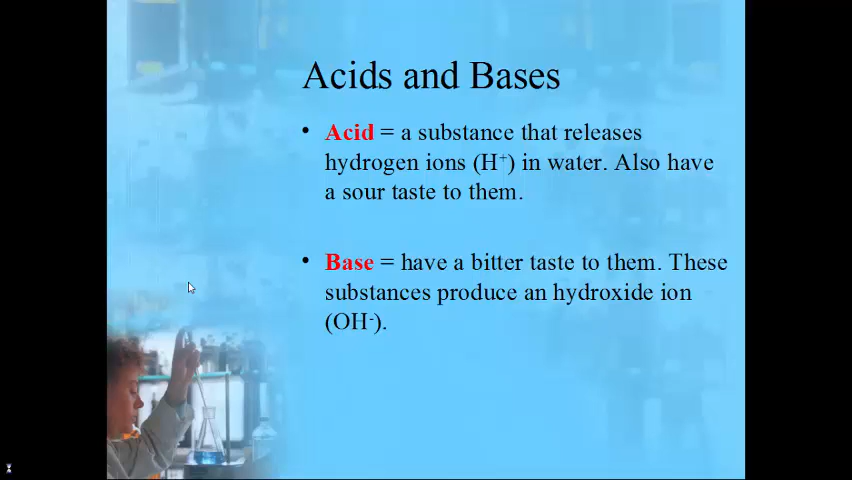 Acids and Bases
• Acid = a substance that releases
hydrogen ions (H⁺) in water. Also have
a sour taste to them.
• Base = have a bitter taste to them. These
substances produce an hydroxide ion
(OH⁻).